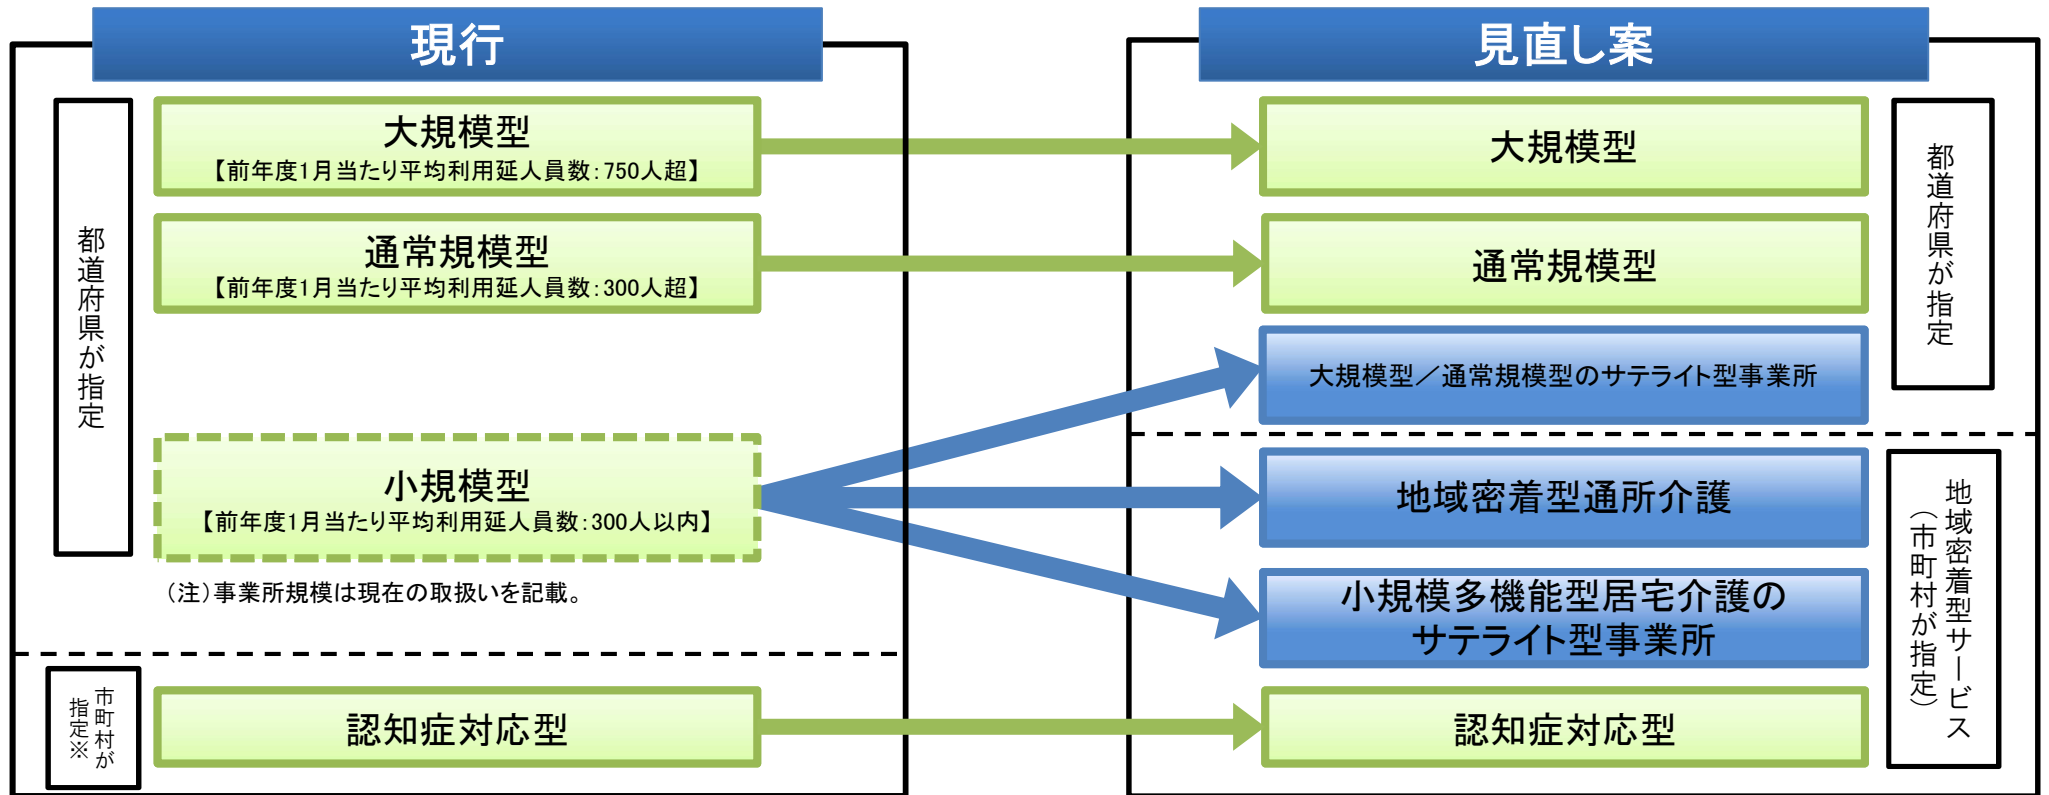 現行
都道府県が指定
大規模型
【前年度1月当たり平均利用延人員数：750人超】
通常規模型
【前年度1月当たり平均利用延人員数：300人超】
小規模型
【前年度1月当たり平均利用延人員数：300人以内】
（注）事業所規模は現在の取扱いを記載。
市町村が
指定※
認知症対応型
見直し案
大規模型
通常規模型
大規模型／通常規模型のサテライト型事業所
都道府県が指定
地域密着型通所介護
小規模多機能型居宅介護の
サテライト型事業所
認知症対応型
地域密着型サービス
（市町村が指定）